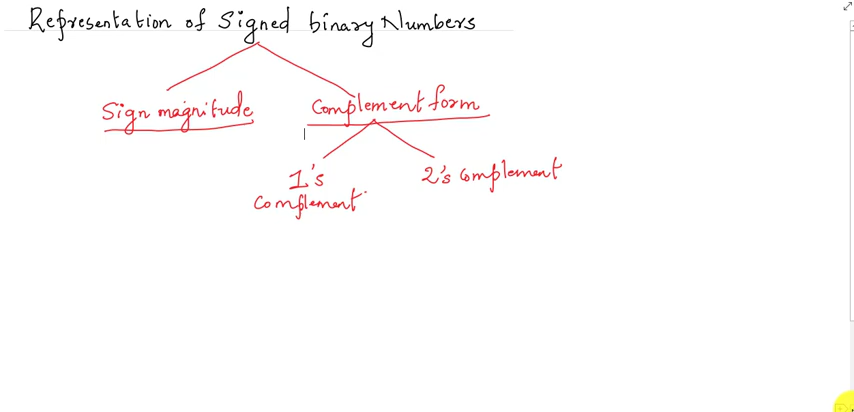 Representation of Signed binary Numbers
Sign magnitude
Complement form
1's
Complement
2's Complement